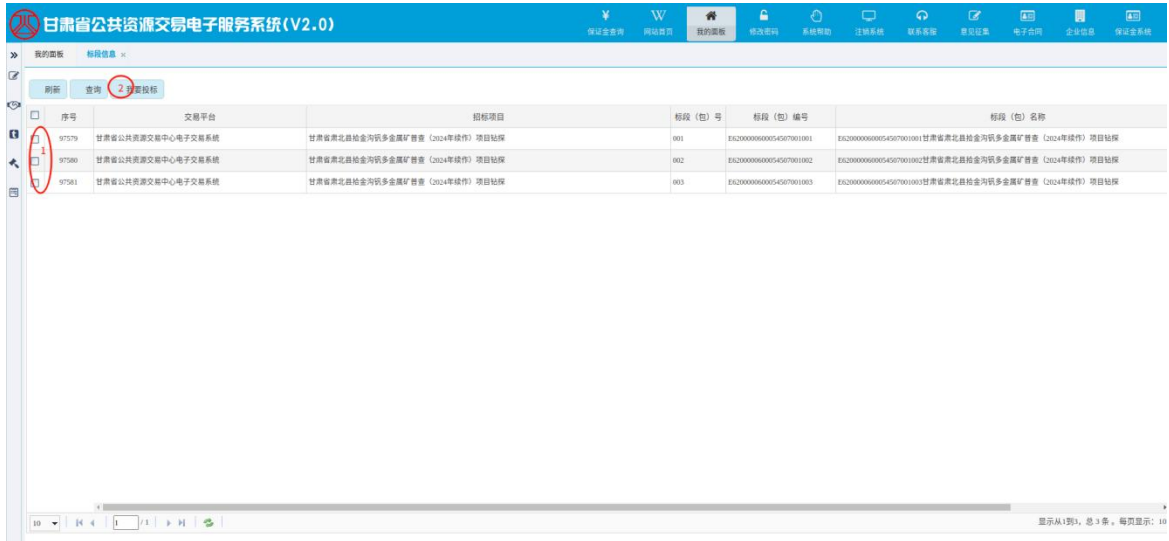 甘肃省公共资源交易电子服务系统(V2.0)
保证金查询 网站首页 我的面板 修改密码 系统帮助 注销系统 联系客服 意见征集 电子合同 企业信息 保证金系统
我的面板 标段信息 ×
刷新 查询 2 我要投标
序号 交易平台 招标项目 标段（包）号 标段（包）编号 标段（包）名称
97579 甘肃省公共资源交易中心电子交易系统 甘肃省肃北县拾金沟钒多金属矿普查（2024年续作）项目钻探 001 E6200000600054507001001 E6200000600054507001001甘肃省肃北县拾金沟钒多金属矿普查（2024年续作）项目钻探
1
97580 甘肃省公共资源交易中心电子交易系统 甘肃省肃北县拾金沟钒多金属矿普查（2024年续作）项目钻探 002 E6200000600054507001002 E6200000600054507001002甘肃省肃北县拾金沟钒多金属矿普查（2024年续作）项目钻探
97581 甘肃省公共资源交易中心电子交易系统 甘肃省肃北县拾金沟钒多金属矿普查（2024年续作）项目钻探 003 E6200000600054507001003 E6200000600054507001003甘肃省肃北县拾金沟钒多金属矿普查（2024年续作）项目钻探
10 1 /1 显示从1到3，总 3 条 。每页显示：10